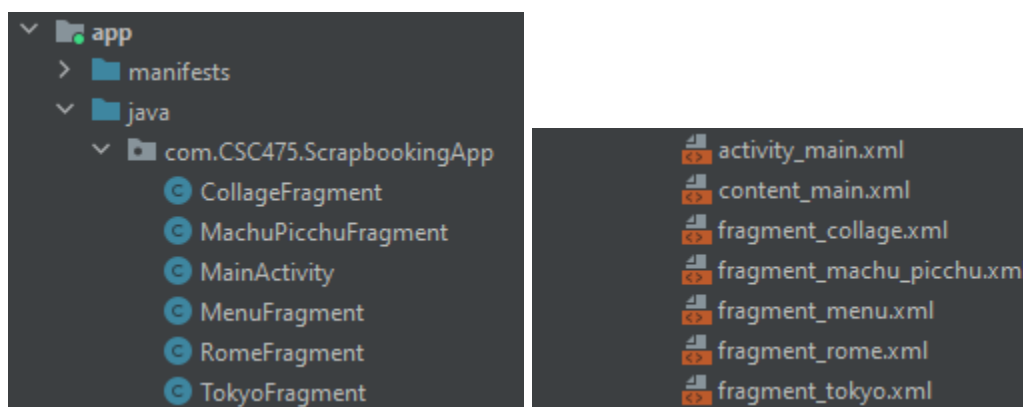 app
manifests
java
com.CSC475.ScrapbookingApp
CollageFragment
MachuPicchuFragment
MainActivity
MenuFragment
RomeFragment
TokyoFragment
activity_main.xml
content_main.xml
fragment_collage.xml
fragment_machu_picchu.xm
fragment_menu.xml
fragment_rome.xml
fragment_tokyo.xml